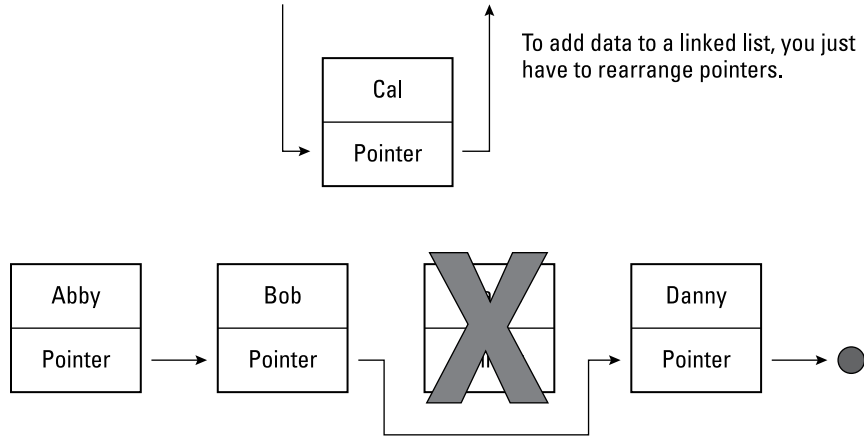 To add data to a linked list, you just
have to rearrange pointers.
Cal
Pointer
Abby
Bob
Danny
Pointer
Pointer
Pointer